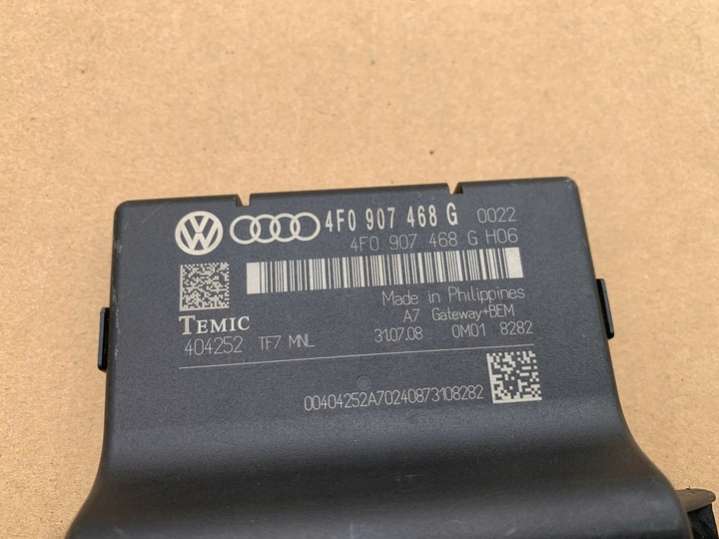 4F0 907 468 G 0022
4F0 907 468 G H06
Made in Philippines
TEMIC
A7 Gateway+BEM
404252 TF7 MNL
31.07.08 0M01 8282
00404252A70240873108282